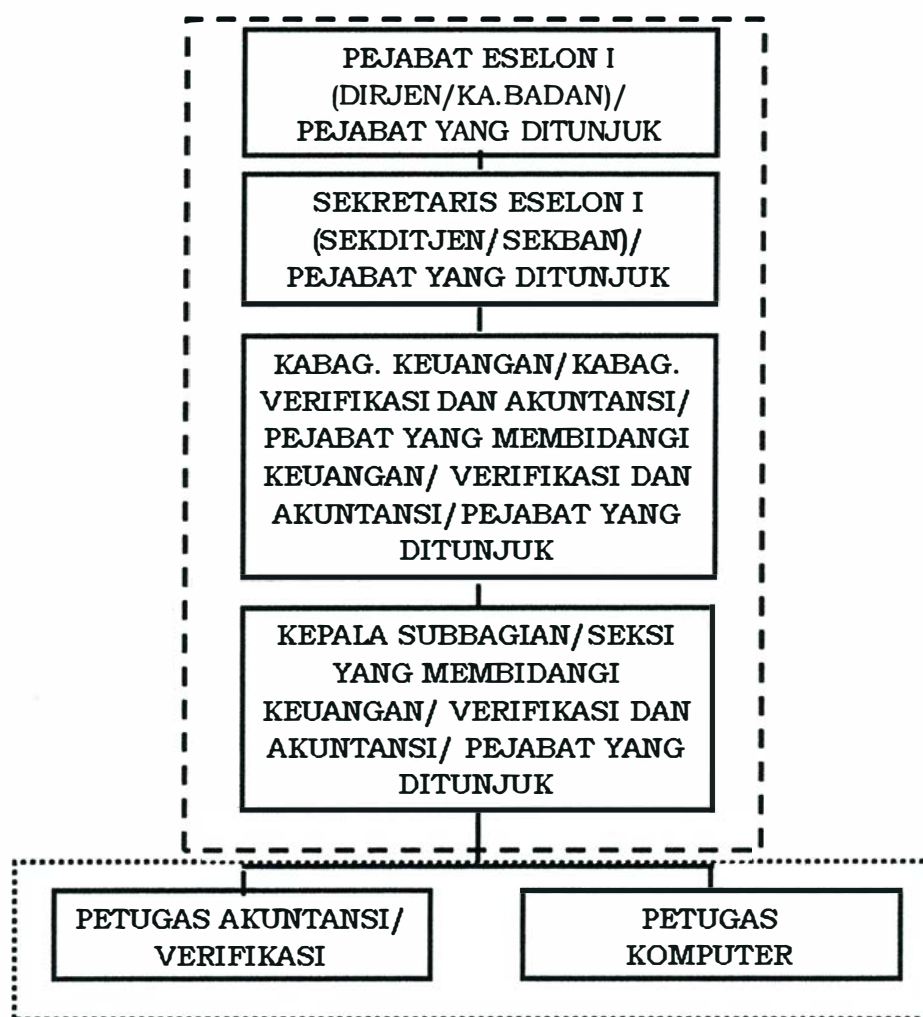 PEJABAT ESELON I
(DIRJEN/KA.BADAN)/
PEJABAT YANG DITUNJUK
SEKRETARIS ESELON I
(SEKDITJEN/SEKBAN)/
PEJABAT YANG DITUNJUK
KABAG. KEUANGAN/KABAG.
VERIFIKASI DAN AKUNTANSI/
PEJABAT YANG MEMBIDANGI
KEUANGAN/ VERIFIKASI DAN
AKUNTANSI/PEJABAT YANG
DITUNJUK
KEPALA SUBBAGIAN/SEKSI
YANG MEMBIDANGI
KEUANGAN/ VERIFIKASI DAN
AKUNTANSI/ PEJABAT YANG
DITUNJUK
PETUGAS AKUNTANSI/
VERIFIKASI
PETUGAS
KOMPUTER